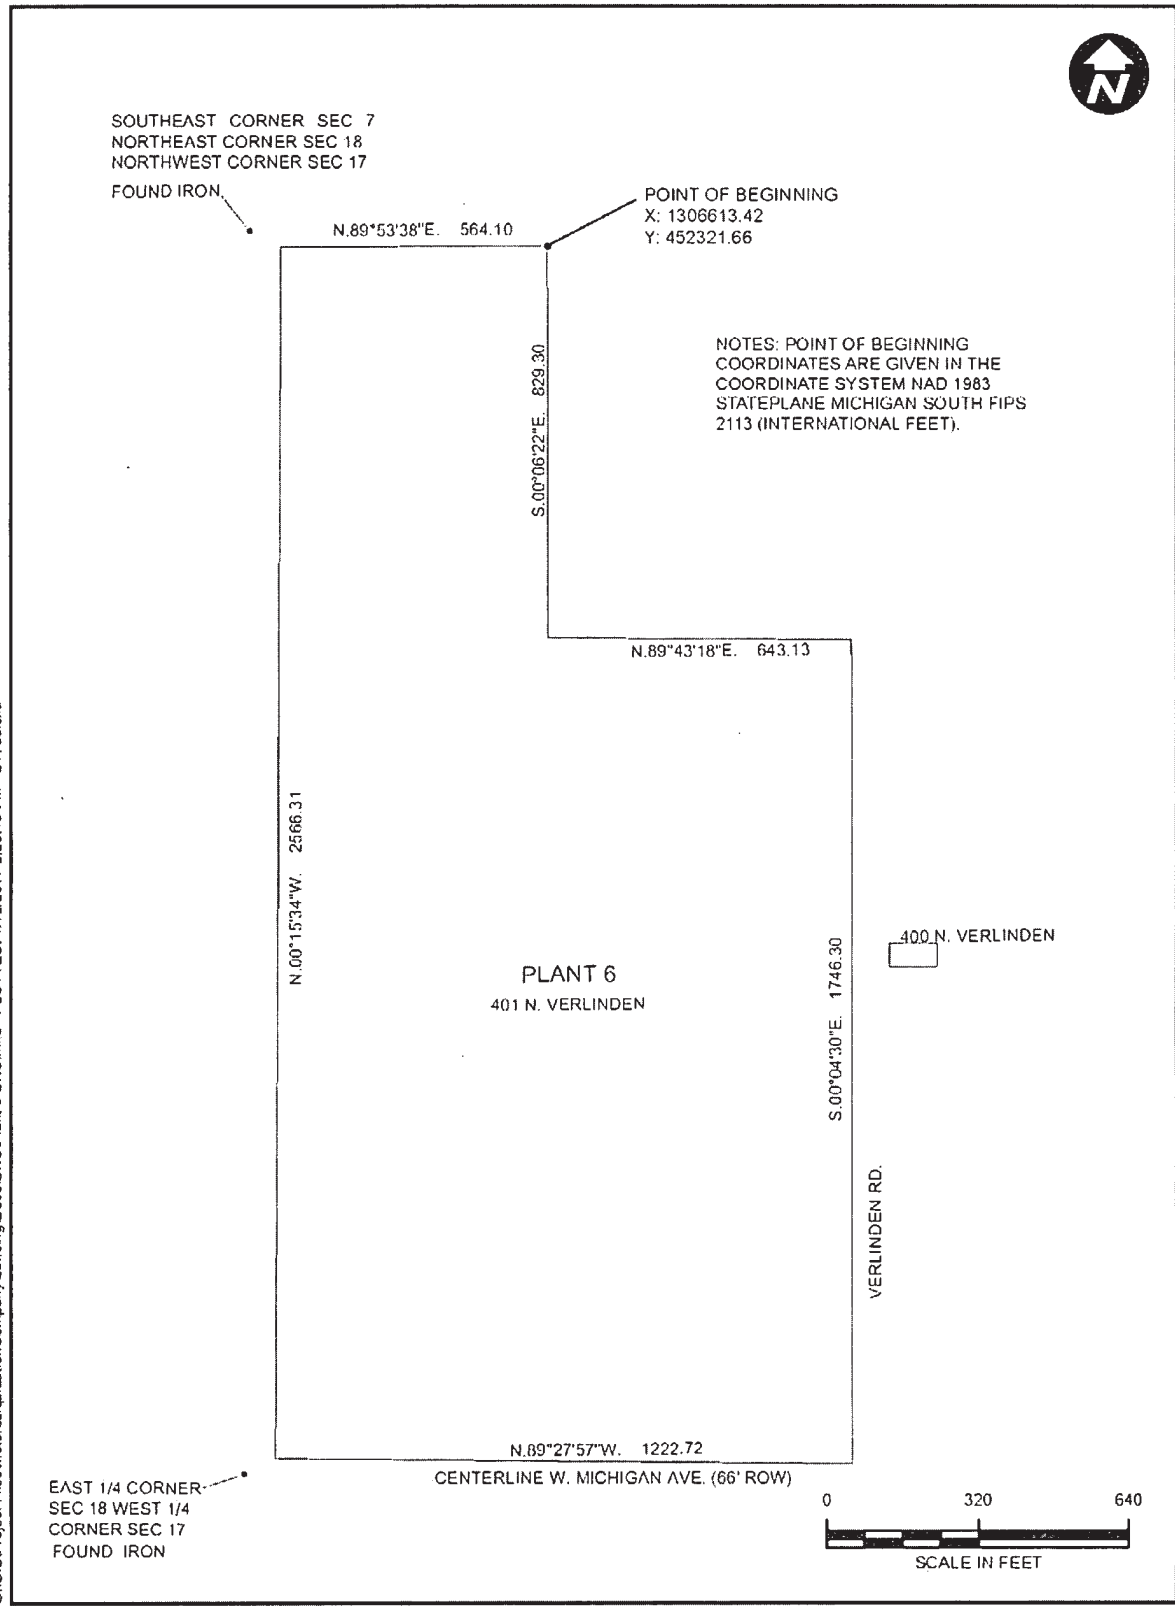 N
SOUTHEAST CORNER SEC 7
NORTHEAST CORNER SEC 18
NORTHWEST CORNER SEC 17
FOUND IRON
POINT OF BEGINNING
X: 1306613.42
Y: 452321.66
N.89°53'38"E. 564.10
S.00°06'22"E. 829.30
NOTES: POINT OF BEGINNING
COORDINATES ARE GIVEN IN THE
COORDINATE SYSTEM NAD 1983
STATEPLANE MICHIGAN SOUTH FIPS
2113 (INTERNATIONAL FEET).
N.89°43'18"E. 643.13
N.00°15'34"W. 2566.31
PLANT 6
401 N. VERLINDEN
S.00°04'30"E. 1746.30
400 N. VERLINDEN
VERLINDEN RD.
N.89°27'57"W. 1222.72
CENTERLINE W. MICHIGAN AVE. (66' ROW)
EAST 1/4 CORNER
SEC 18 WEST 1/4
CORNER SEC 17
FOUND IRON
0 320 640
SCALE IN FEET